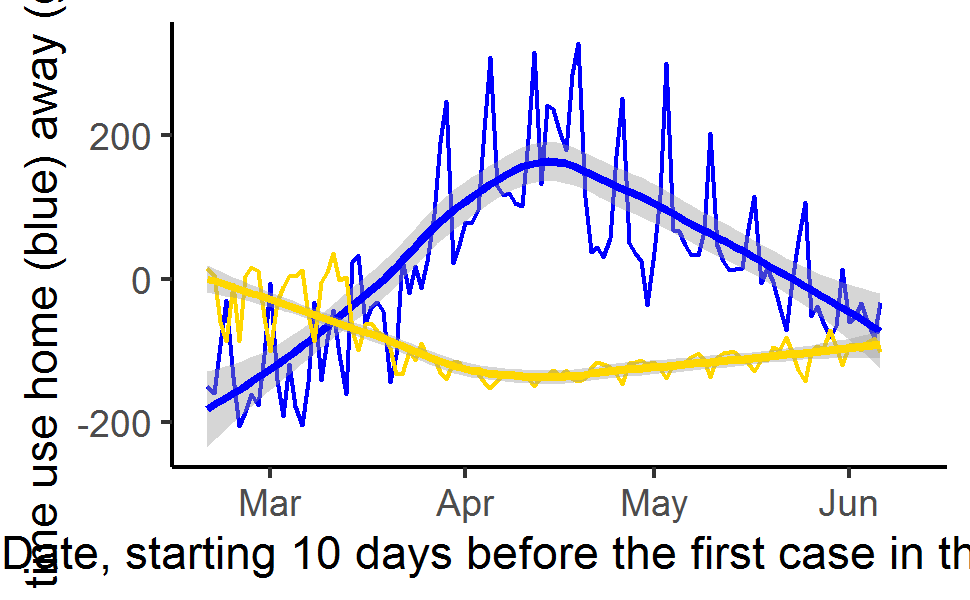 time use home (blue) away (
200
0
-200
Mar Apr May Jun
Date, starting 10 days before the first case in th